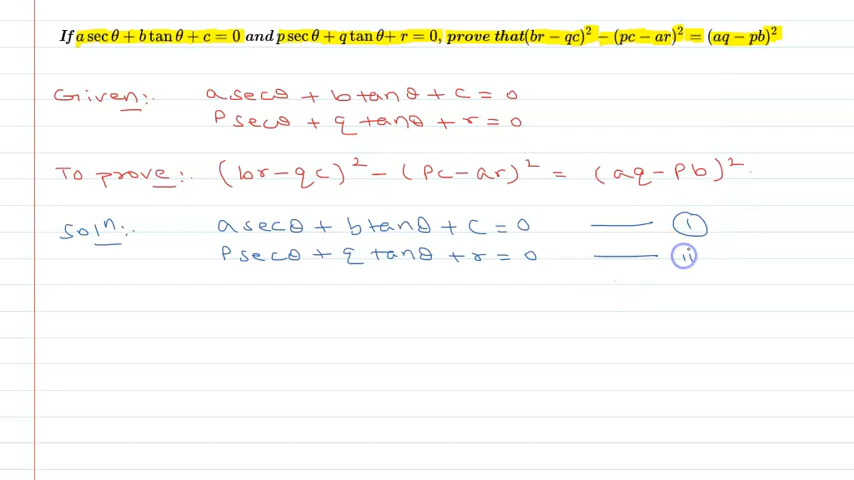 If a sec θ + b tan θ + c = 0 and p sec θ + q tan θ + r = 0, prove that (br − qc)² − (pc − ar)² = (aq − pb)²
Given:. a secθ + b tanθ + c = 0
P secθ + q tanθ + r = 0
To prove:. (br − qc)² − (Pc − ar)² = (aq − Pb)².
Solⁿ:. a secθ + b tanθ + c = 0 —— i
P secθ + q tanθ + r = 0 —— ii